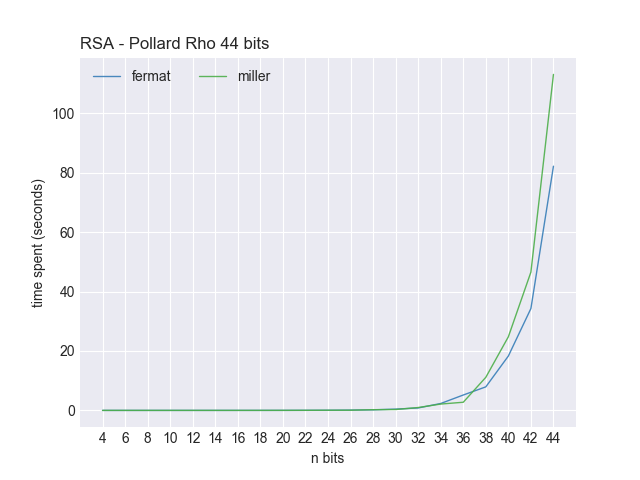 RSA - Pollard Rho 44 bits
fermat miller
time spent (seconds)
100
80
60
40
20
0
4 6 8 10 12 14 16 18 20 22 24 26 28 30 32 34 36 38 40 42 44
n bits